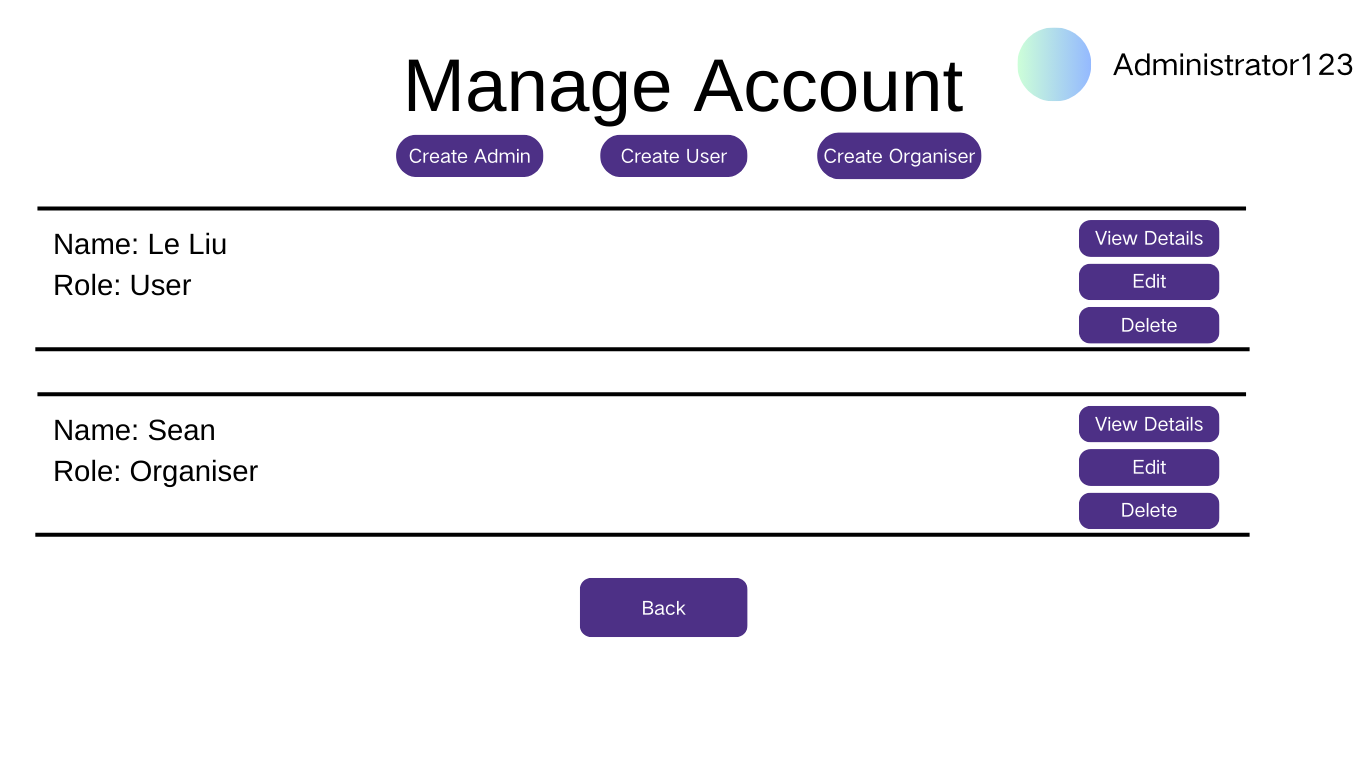 Manage Account
Administrator123
Create Admin
Create User
Create Organiser
Name: Le Liu
Role: User
View Details
Edit
Delete
Name: Sean
Role: Organiser
View Details
Edit
Delete
Back